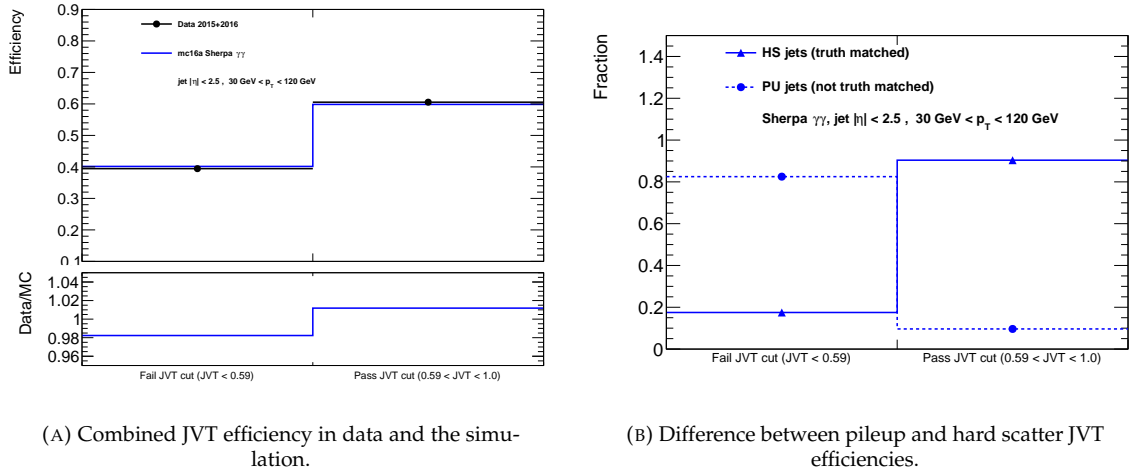 Efficiency
0.9
0.8
0.7
0.6
0.5
0.4
0.3
0.2
0.1
Data 2015+2016
mc16a Sherpa γγ
jet |η| < 2.5 , 30 GeV < p_T < 120 GeV
Data/MC
1.04
1.02
1
0.98
0.96
Fail JVT cut (JVT < 0.59)
Pass JVT cut (0.59 < JVT < 1.0)
(A) Combined JVT efficiency in data and the simu-
lation.
Fraction
1.4
1.2
1
0.8
0.6
0.4
0.2
0
HS jets (truth matched)
PU jets (not truth matched)
Sherpa γγ, jet |η| < 2.5 , 30 GeV < p_T < 120 GeV
Fail JVT cut (JVT < 0.59)
Pass JVT cut (0.59 < JVT < 1.0)
(B) Difference between pileup and hard scatter JVT
efficiencies.